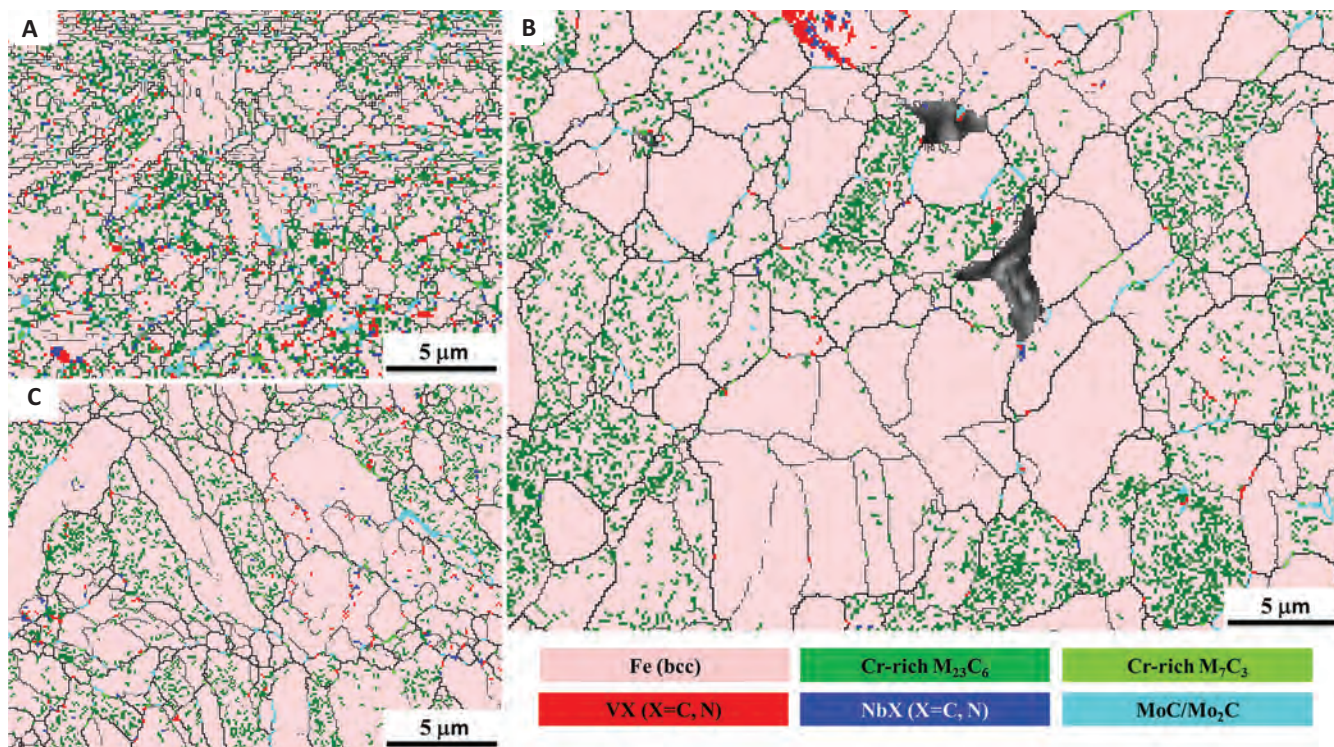 A
B
5 μm
C
5 μm
5 μm
Fe (bcc)
Cr-rich M₂₃C₆
Cr-rich M₇C₃
VX (X=C, N)
NbX (X=C, N)
MoC/Mo₂C